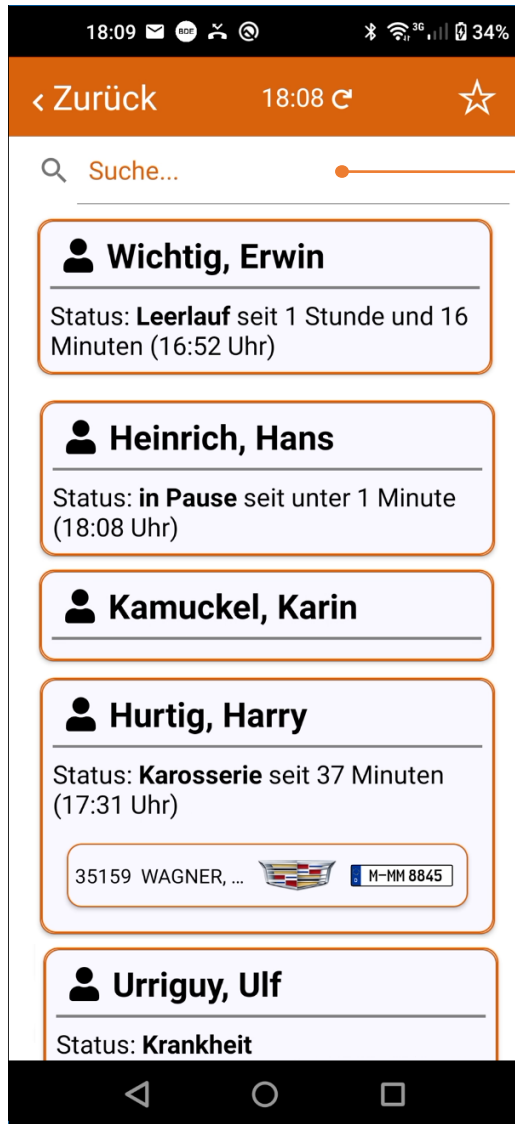 18:09 BDE 3G 34%
Zurück 18:08
Suche...
Wichtig, Erwin
Status: Leerlauf seit 1 Stunde und 16
Minuten (16:52 Uhr)
Heinrich, Hans
Status: in Pause seit unter 1 Minute
(18:08 Uhr)
Kamuckel, Karin
Hurtig, Harry
Status: Karosserie seit 37 Minuten
(17:31 Uhr)
35159 WAGNER, ... M-MM 8845
Urriguy, Ulf
Status: Krankheit